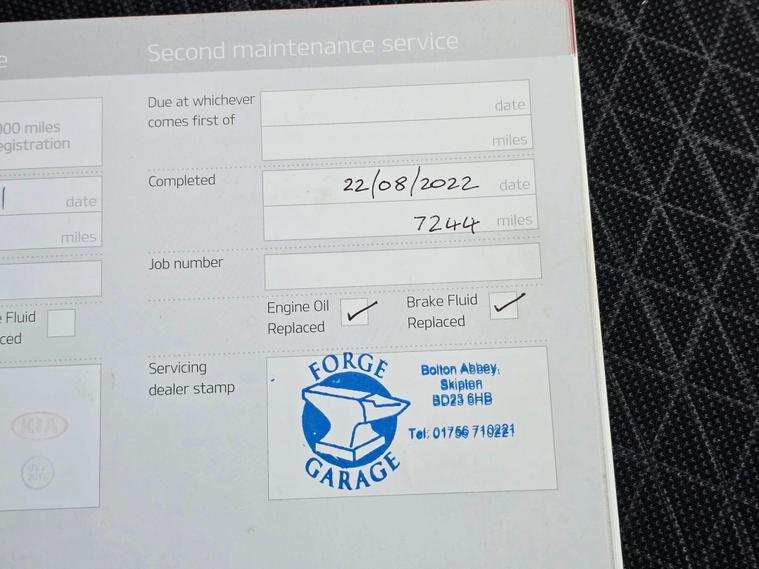 e
Second maintenance service
000 miles
egistration
date
miles
e Fluid
ced
KIA
Due at whichever
comes first of
date
miles
Completed
22/08/2022 date
7244 miles
Job number
Engine Oil
Replaced
Brake Fluid
Replaced
Servicing
dealer stamp
FORGE
GARAGE
Bolton Abbey,
Skipton
BD23 6HB
Tel: 01756 710221